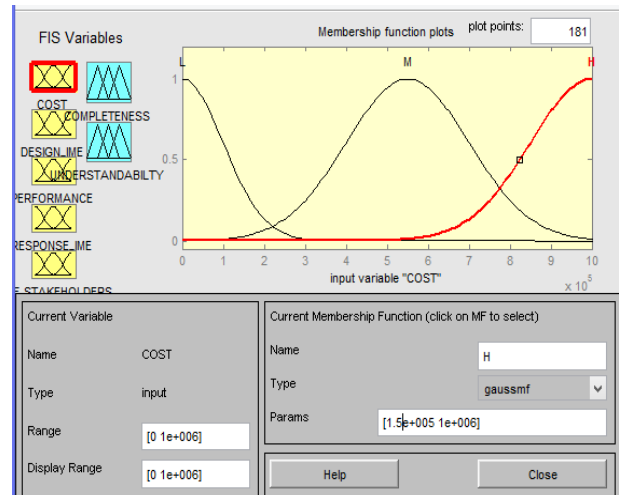 FIS Variables
Membership function plots
plot points:
181
COST
COMPLETENESS
DESIGN_IME
UNDERSTANDABILTY
PERFORMANCE
RESPONSE_IME
E STAKEHOLDERS
L
M
H
1
0.5
0
0 1 2 3 4 5 6 7 8 9 10
input variable "COST"
x 10^5
Current Variable
Name COST
Type input
Range [0 1e+006]
Display Range [0 1e+006]
Current Membership Function (click on MF to select)
Name H
Type gaussmf
Params [1.5e+005 1e+006]
Help
Close